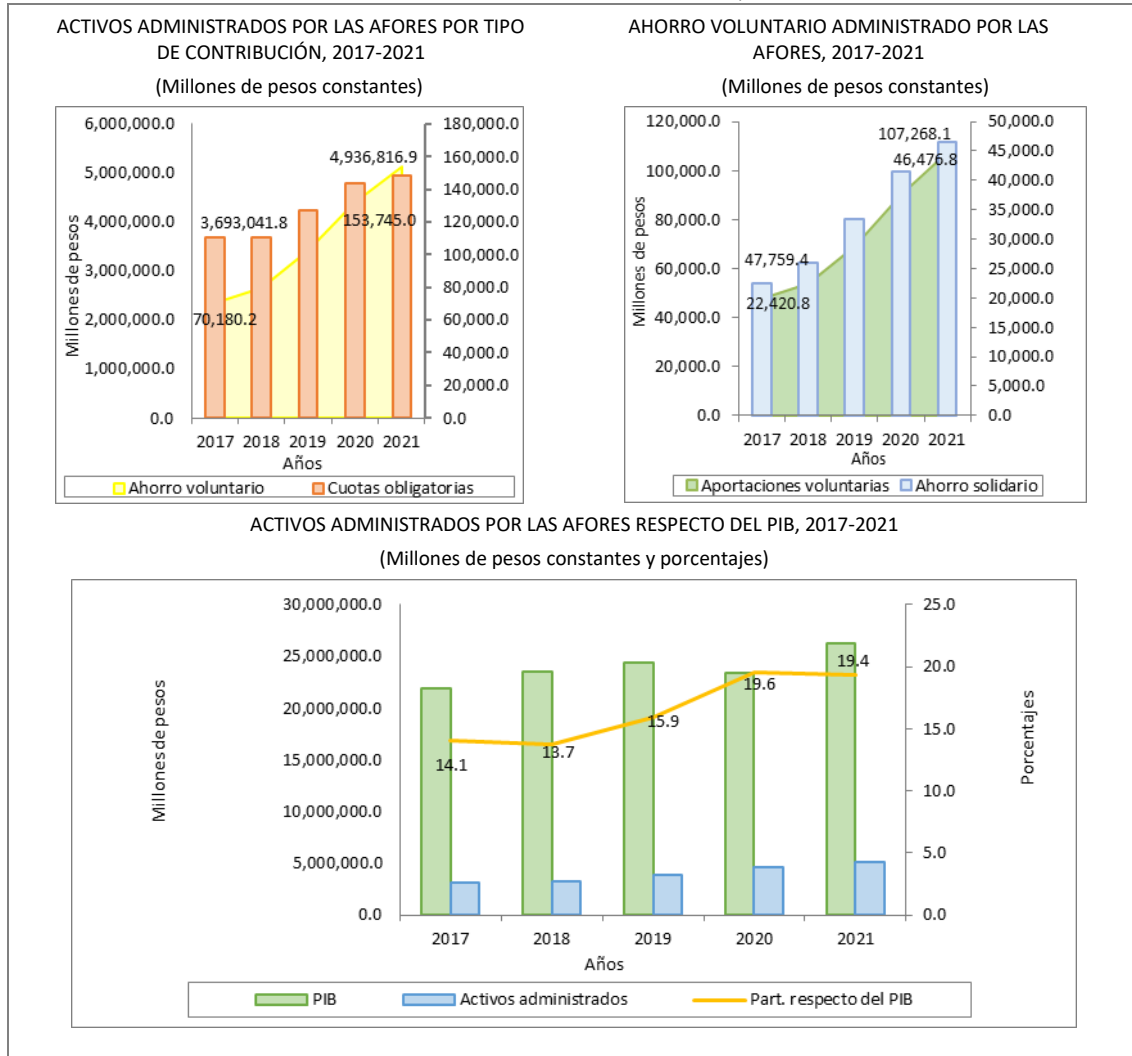 ACTIVOS ADMINISTRADOS POR LAS AFORES POR TIPO
DE CONTRIBUCIÓN, 2017-2021
(Millones de pesos constantes)
6,000,000.0
5,000,000.0
4,000,000.0
3,000,000.0
2,000,000.0
1,000,000.0
0.0
Millones de pesos
180,000.0
160,000.0
140,000.0
120,000.0
100,000.0
80,000.0
60,000.0
40,000.0
20,000.0
0.0
4,936,816.9
3,693,041.8
153,745.0
70,180.2
2017 2018 2019 2020 2021
Años
Ahorro voluntario Cuotas obligatorias
AHORRO VOLUNTARIO ADMINISTRADO POR LAS
AFORES, 2017-2021
(Millones de pesos constantes)
120,000.0
100,000.0
80,000.0
60,000.0
40,000.0
20,000.0
0.0
Millones de pesos
50,000.0
45,000.0
40,000.0
35,000.0
30,000.0
25,000.0
20,000.0
15,000.0
10,000.0
5,000.0
0.0
107,268.1
46,476.8
47,759.4
22,420.8
2017 2018 2019 2020 2021
Años
Aportaciones voluntarias Ahorro solidario
ACTIVOS ADMINISTRADOS POR LAS AFORES RESPECTO DEL PIB, 2017-2021
(Millones de pesos constantes y porcentajes)
30,000,000.0
25,000,000.0
20,000,000.0
15,000,000.0
10,000,000.0
5,000,000.0
0.0
Millones de pesos
25.0
20.0
15.0
10.0
5.0
0.0
Porcentajes
14.1
13.7
15.9
19.6
19.4
2017 2018 2019 2020 2021
Años
PIB Activos administrados Part. respecto del PIB